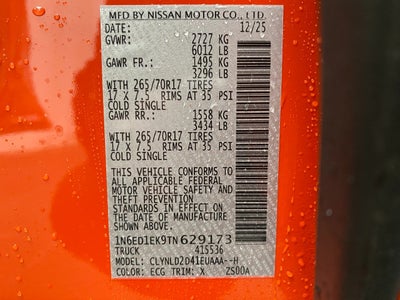 MFD BY NISSAN MOTOR CO., LTD.
DATE: 12/25
GVWR: 2727 KG
6012 LB
GAWR FR.: 1495 KG
3296 LB
WITH 265/70R17 TIRES
17 X 7.5 RIMS AT 35 PSI
COLD SINGLE
GAWR RR.: 1558 KG
3434 LB
WITH 265/70R17 TIRES
17 X 7.5 RIMS AT 35 PSI
COLD SINGLE
THIS VEHICLE CONFORMS TO
ALL APPLICABLE FEDERAL
MOTOR VEHICLE SAFETY
AND THEFT PREVENTION
STANDARDS IN EFFECT ON
THE DATE OF MANUFACTURE
SHOWN ABOVE.
1N6ED1EK9TN629173
TRUCK 415536
MODEL: CLYNLD2D41EUAAA--H
COLOR: ECG TRIM: X 2S00A